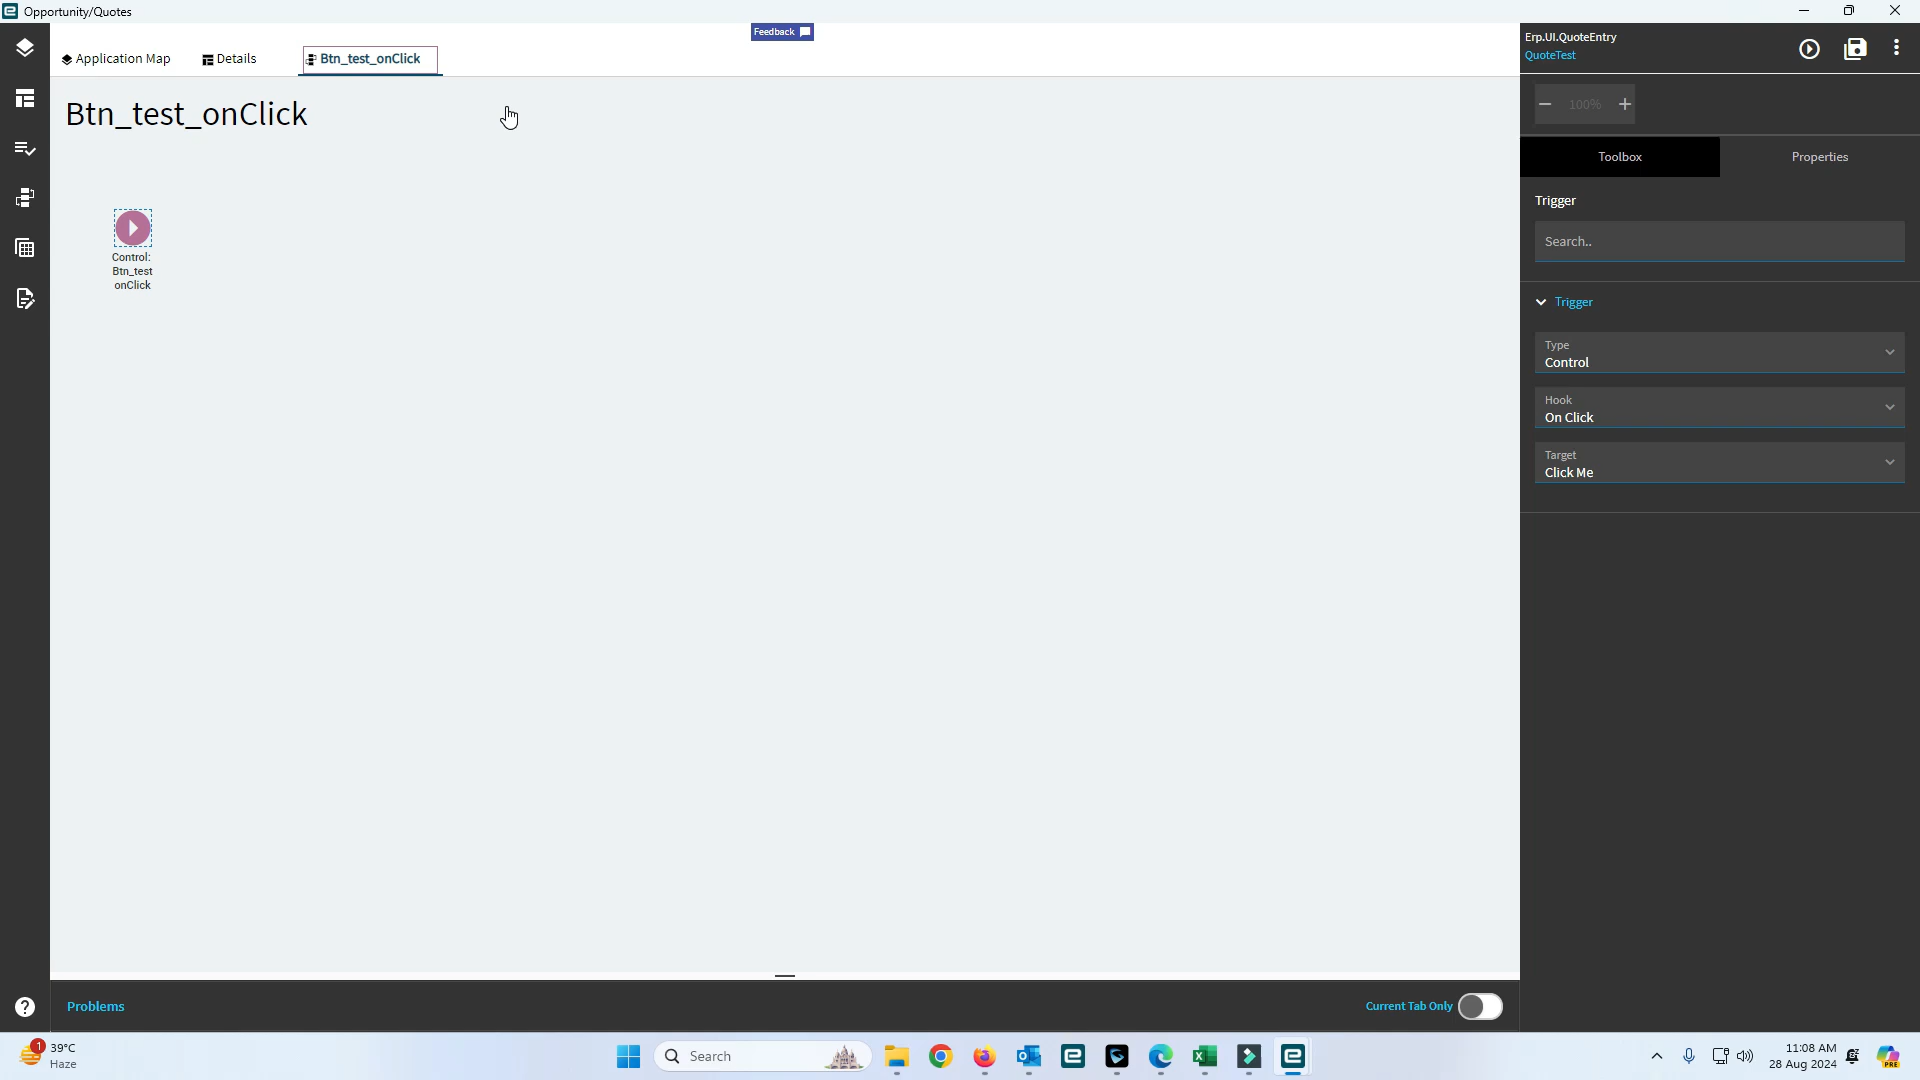 Opportunity/Quotes
Feedback
Application Map
Details
Btn_test_onClick
Btn_test_onClick
Control:
Btn_test
onClick
Erp.UI.QuoteEntry
QuoteTest
100%
Toolbox
Properties
Trigger
Search..
Trigger
Type
Control
Hook
On Click
Target
Click Me
Problems
Current Tab Only
1
39°C
Haze
Search
11:08 AM
28 Aug 2024
PRE